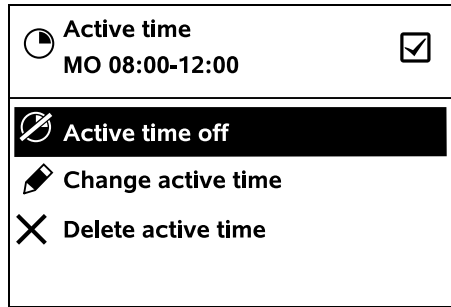 Active time
MO 08:00-12:00
Active time off
Change active time
Delete active time